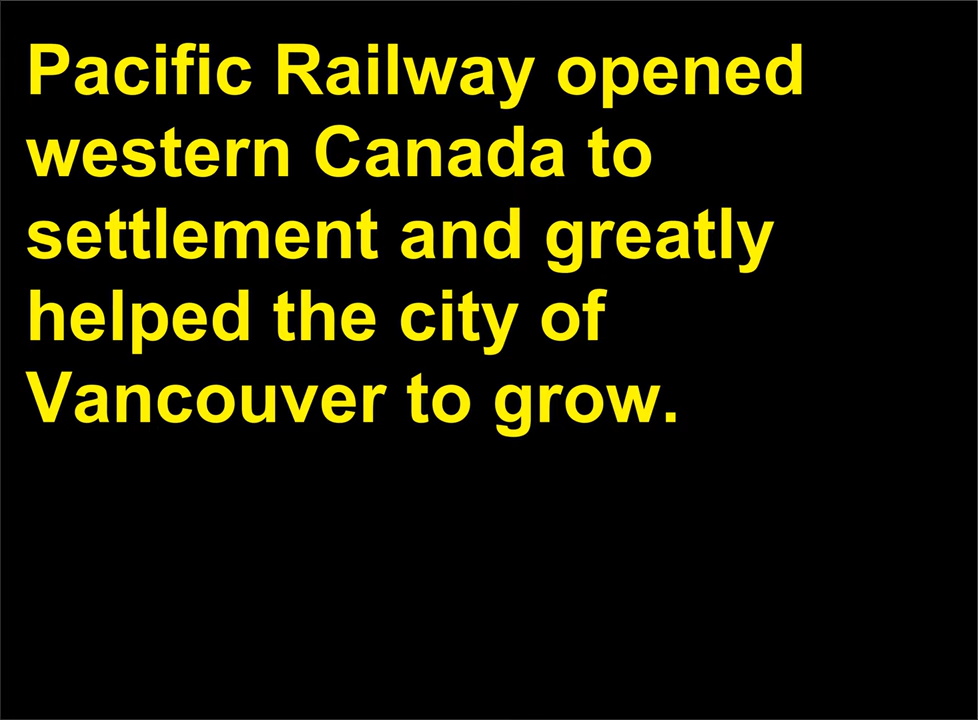 Pacific Railway opened
western Canada to
settlement and greatly
helped the city of
Vancouver to grow.